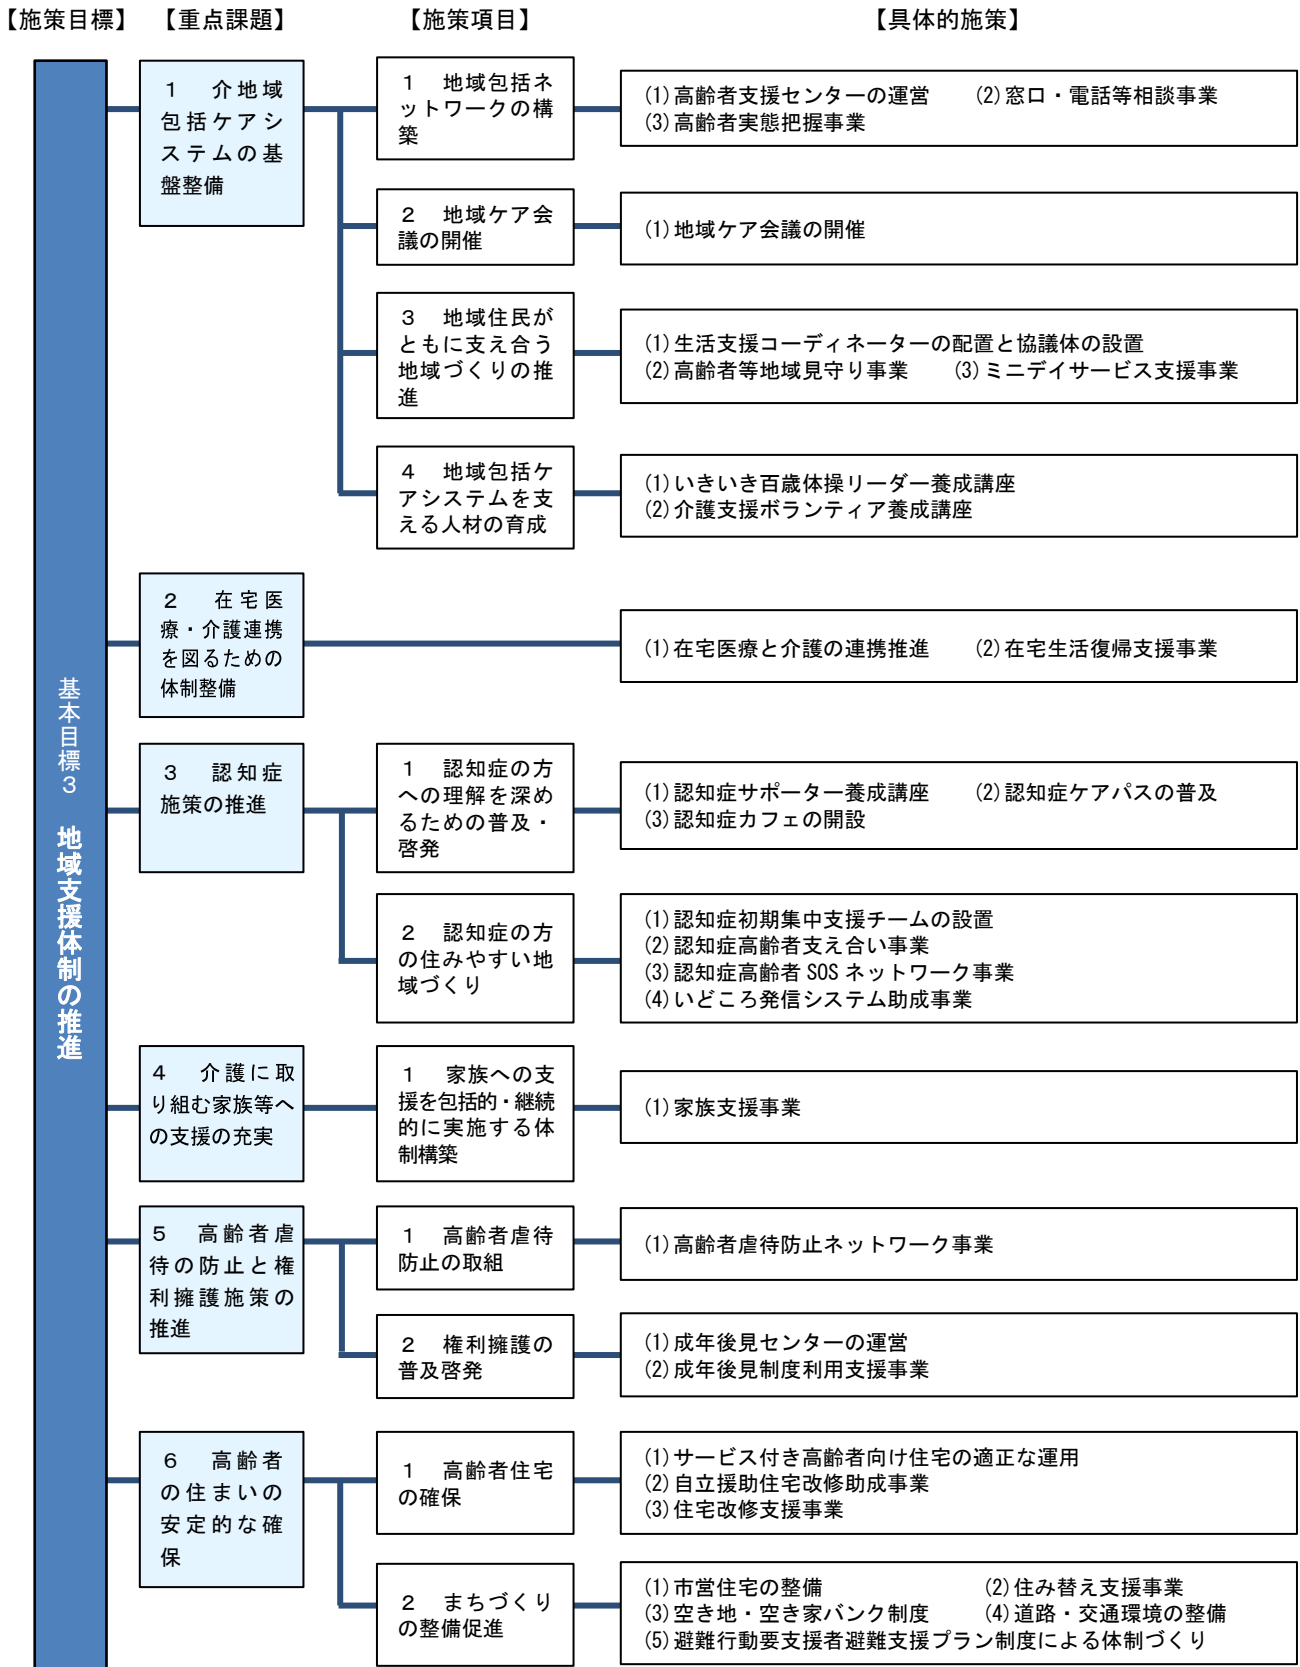 【施策目標】 【重点課題】 【施策項目】 【具体的施策】
基本目標３ 地域支援体制の推進
１ 介地域
包括ケアシ
ステムの基
盤整備
１ 地域包括ネ
ットワークの構
築
(1)高齢者支援センターの運営 (2)窓口・電話等相談事業
(3)高齢者実態把握事業
２ 地域ケア会
議の開催
(1)地域ケア会議の開催
３ 地域住民が
ともに支え合う
地域づくりの推
進
(1)生活支援コーディネーターの配置と協議体の設置
(2)高齢者等地域見守り事業 (3)ミニデイサービス支援事業
４ 地域包括ケ
アシステムを支
える人材の育成
(1)いきいき百歳体操リーダー養成講座
(2)介護支援ボランティア養成講座
２ 在宅医
療・介護連携
を図るための
体制整備
(1)在宅医療と介護の連携推進 (2)在宅生活復帰支援事業
３ 認知症
施策の推進
１ 認知症の方
への理解を深め
るための普及・
啓発
(1)認知症サポーター養成講座 (2)認知症ケアパスの普及
(3)認知症カフェの開設
２ 認知症の方
の住みやすい地
域づくり
(1)認知症初期集中支援チームの設置
(2)認知症高齢者支え合い事業
(3)認知症高齢者 SOS ネットワーク事業
(4)いどころ発信システム助成事業
４ 介護に取
り組む家族等へ
の支援の充実
１ 家族への支
援を包括的・継続
的に実施する体
制構築
(1)家族支援事業
５ 高齢者虐
待の防止と権
利擁護施策の
推進
１ 高齢者虐待
防止の取組
(1)高齢者虐待防止ネットワーク事業
２ 権利擁護の
普及啓発
(1)成年後見センターの運営
(2)成年後見制度利用支援事業
６ 高齢者
の住まいの
安定的な確
保
１ 高齢者住宅
の確保
(1)サービス付き高齢者向け住宅の適正な運用
(2)自立援助住宅改修助成事業
(3)住宅改修支援事業
２ まちづくり
の整備促進
(1)市営住宅の整備 (2)住み替え支援事業
(3)空き地・空き家バンク制度 (4)道路・交通環境の整備
(5)避難行動要支援者避難支援プラン制度による体制づくり